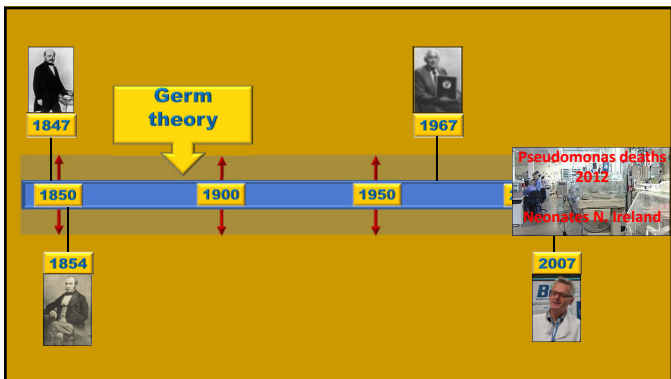 Germ
theory
1847
1967
Pseudomonas deaths
2012
1850
1900
1950
Neonates N. Ireland
1854
2007